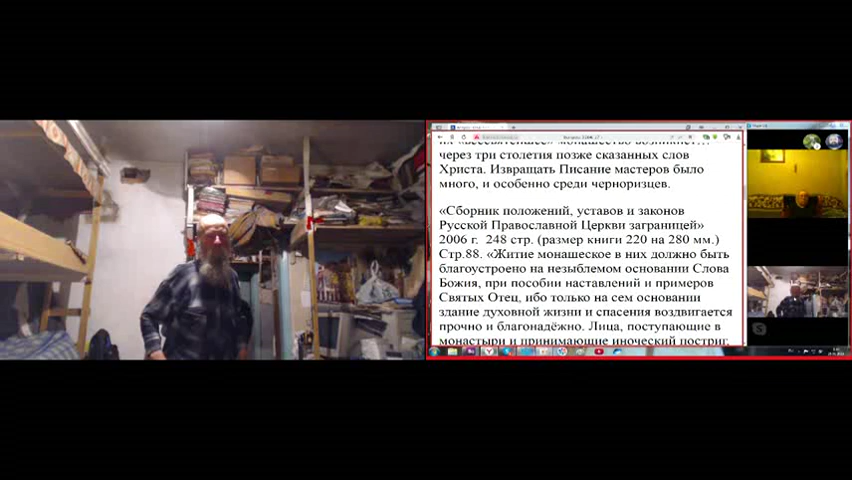 через три столетия позже сказанных слов
Христа. Извращать Писание мастеров было
много, и особенно среди черноризцев.
«Сборник положений, уставов и законов
Русской Православной Церкви заграницей»
2006 г. 248 стр. (размер книги 220 на 280 мм.)
Стр.88. «Житие монашеское в них должно быть
благоустроено на незыблемом основании Слова
Божия, при пособии наставлений и примеров
Святых Отец, ибо только на сем основании
здание духовной жизни и спасения воздвигается
прочно и благонадёжно. Лица, поступающие в
монастыри и принимающие иноческий постриг,